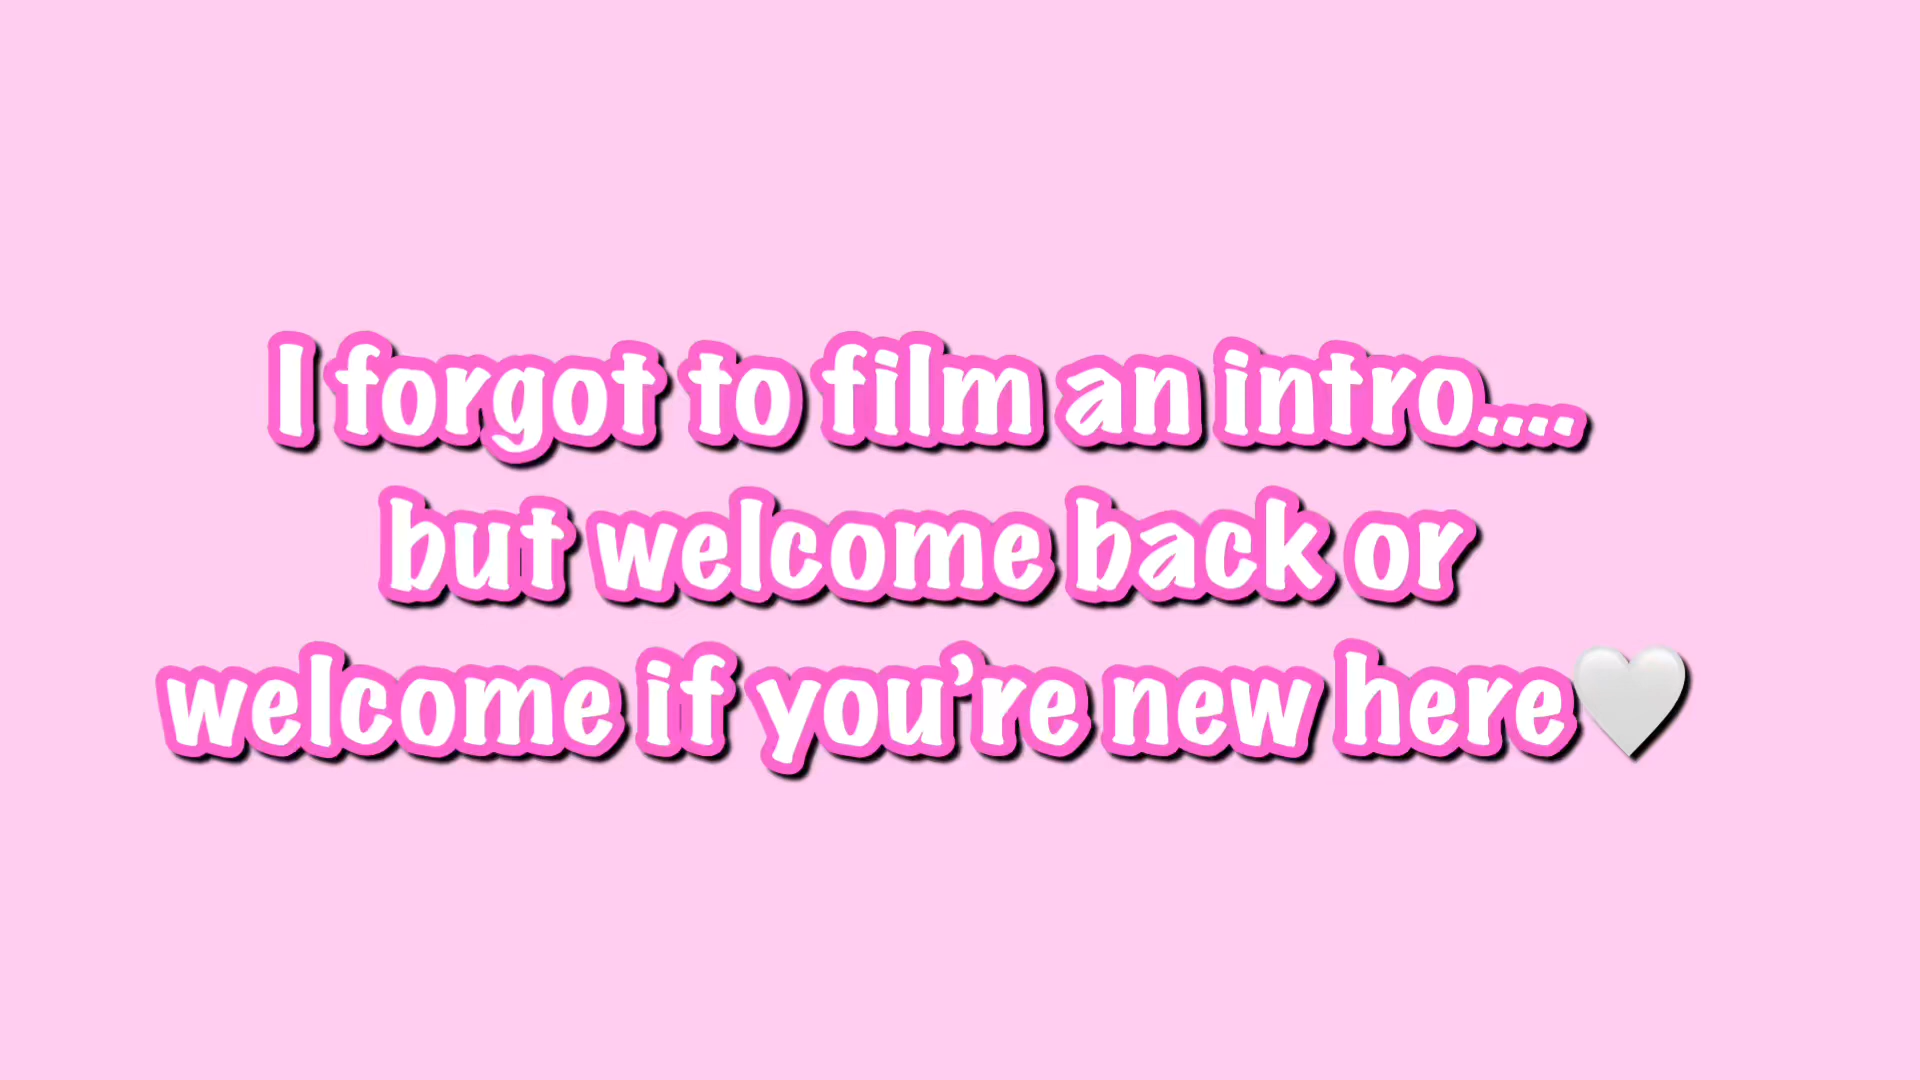 I forgot to film an intro....
but welcome back or
welcome if you’re new here🤍